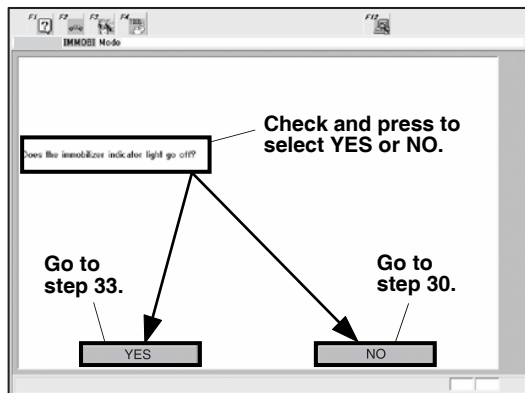 F1 F2 F3 F4 F12
IMMOBI Mode
Does the immobilizer indicator light go off?
Check and press to
select YES or NO.
Go to
step 33.
Go to
step 30.
YES
NO